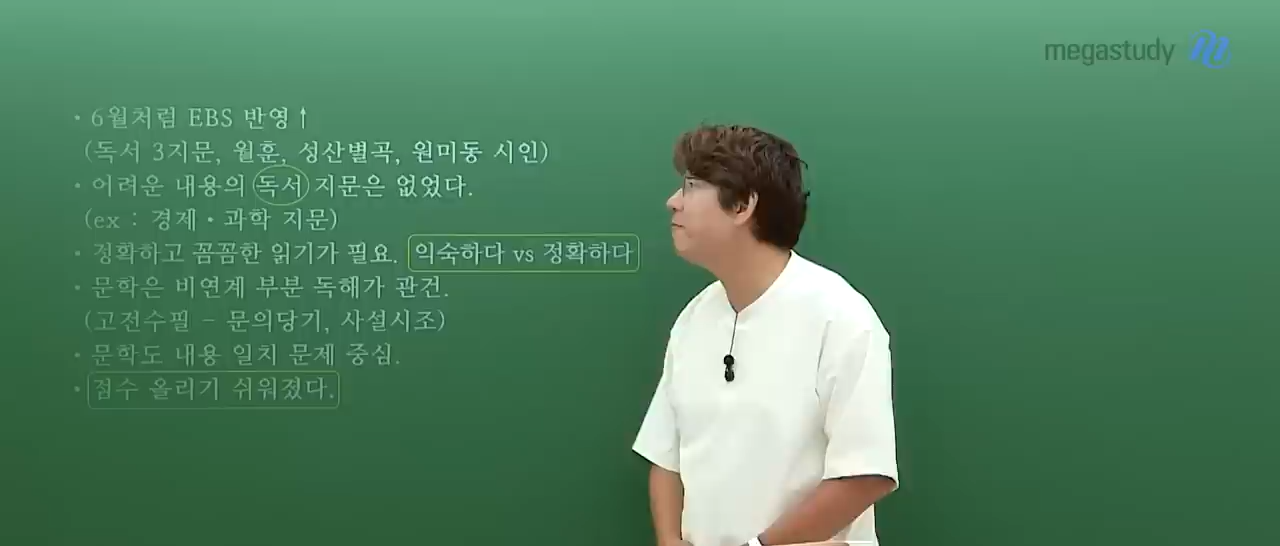 megastudy
• 6월처럼 EBS 반영↑
(독서 3지문, 월훈, 성산별곡, 원미동 시인)
• 어려운 내용의 독서 지문은 없었다.
(ex : 경제・과학 지문)
• 정확하고 꼼꼼한 읽기가 필요. 익숙하다 vs 정확하다
• 문학은 비연계 부분 독해가 관건.
(고전수필 - 문의당기, 사설시조)
• 문학도 내용 일치 문제 중심.
• 점수 올리기 쉬워졌다.